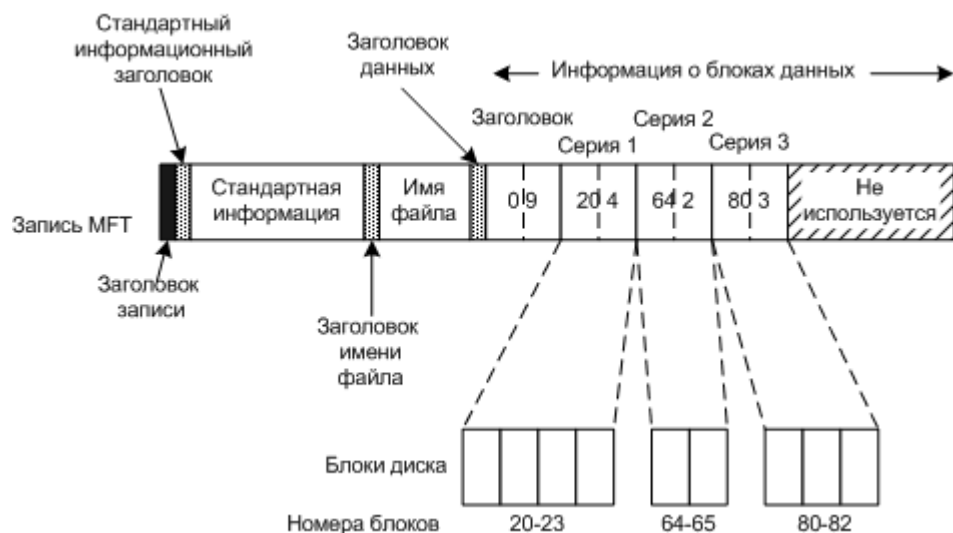 Стандартный
информационный
заголовок
Заголовок
данных
Информация о блоках данных
Заголовок
Серия 1
Серия 2
Серия 3
Запись MFT
Стандартная
информация
Имя
файла
0 9
20 4
64 2
80 3
Не
используется
Заголовок
записи
Заголовок
имени
файла
Блоки диска
Номера блоков
20-23
64-65
80-82